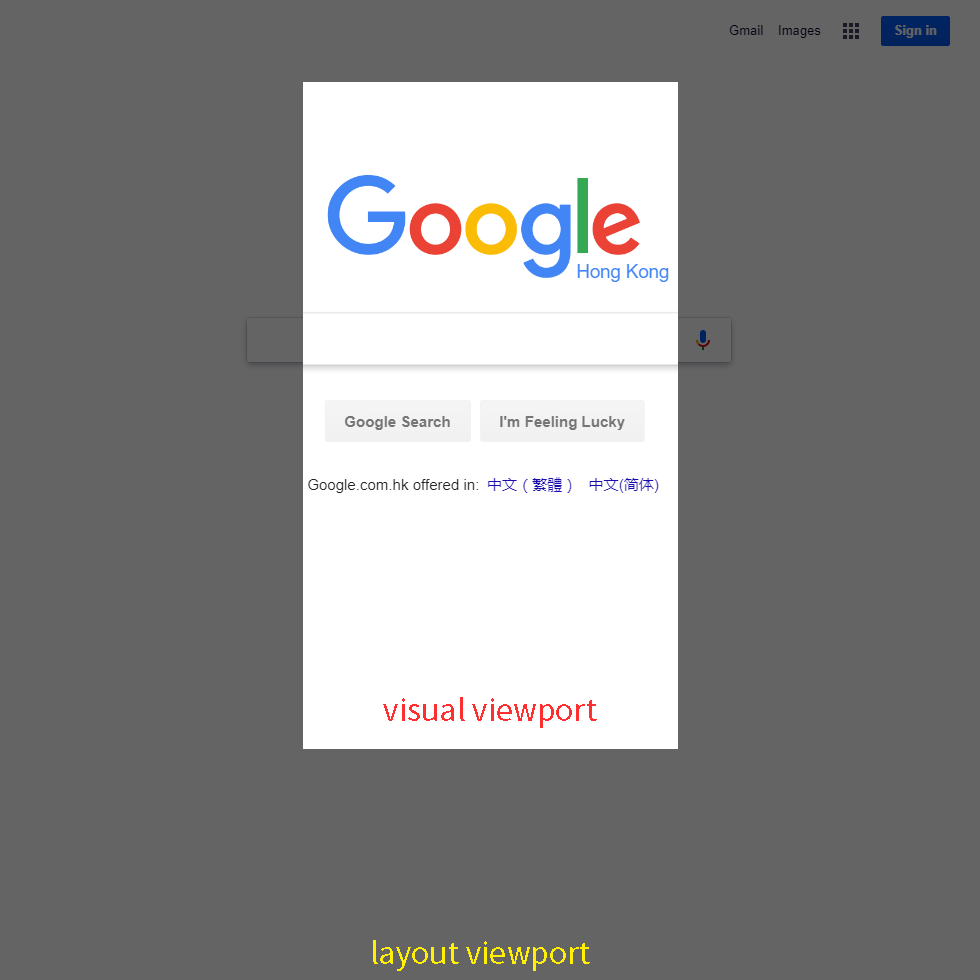 Gmail Images Sign in
Google
Hong Kong
Google Search I'm Feeling Lucky
Google.com.hk offered in: 中文（繁體） 中文(简体)
visual viewport
layout viewport